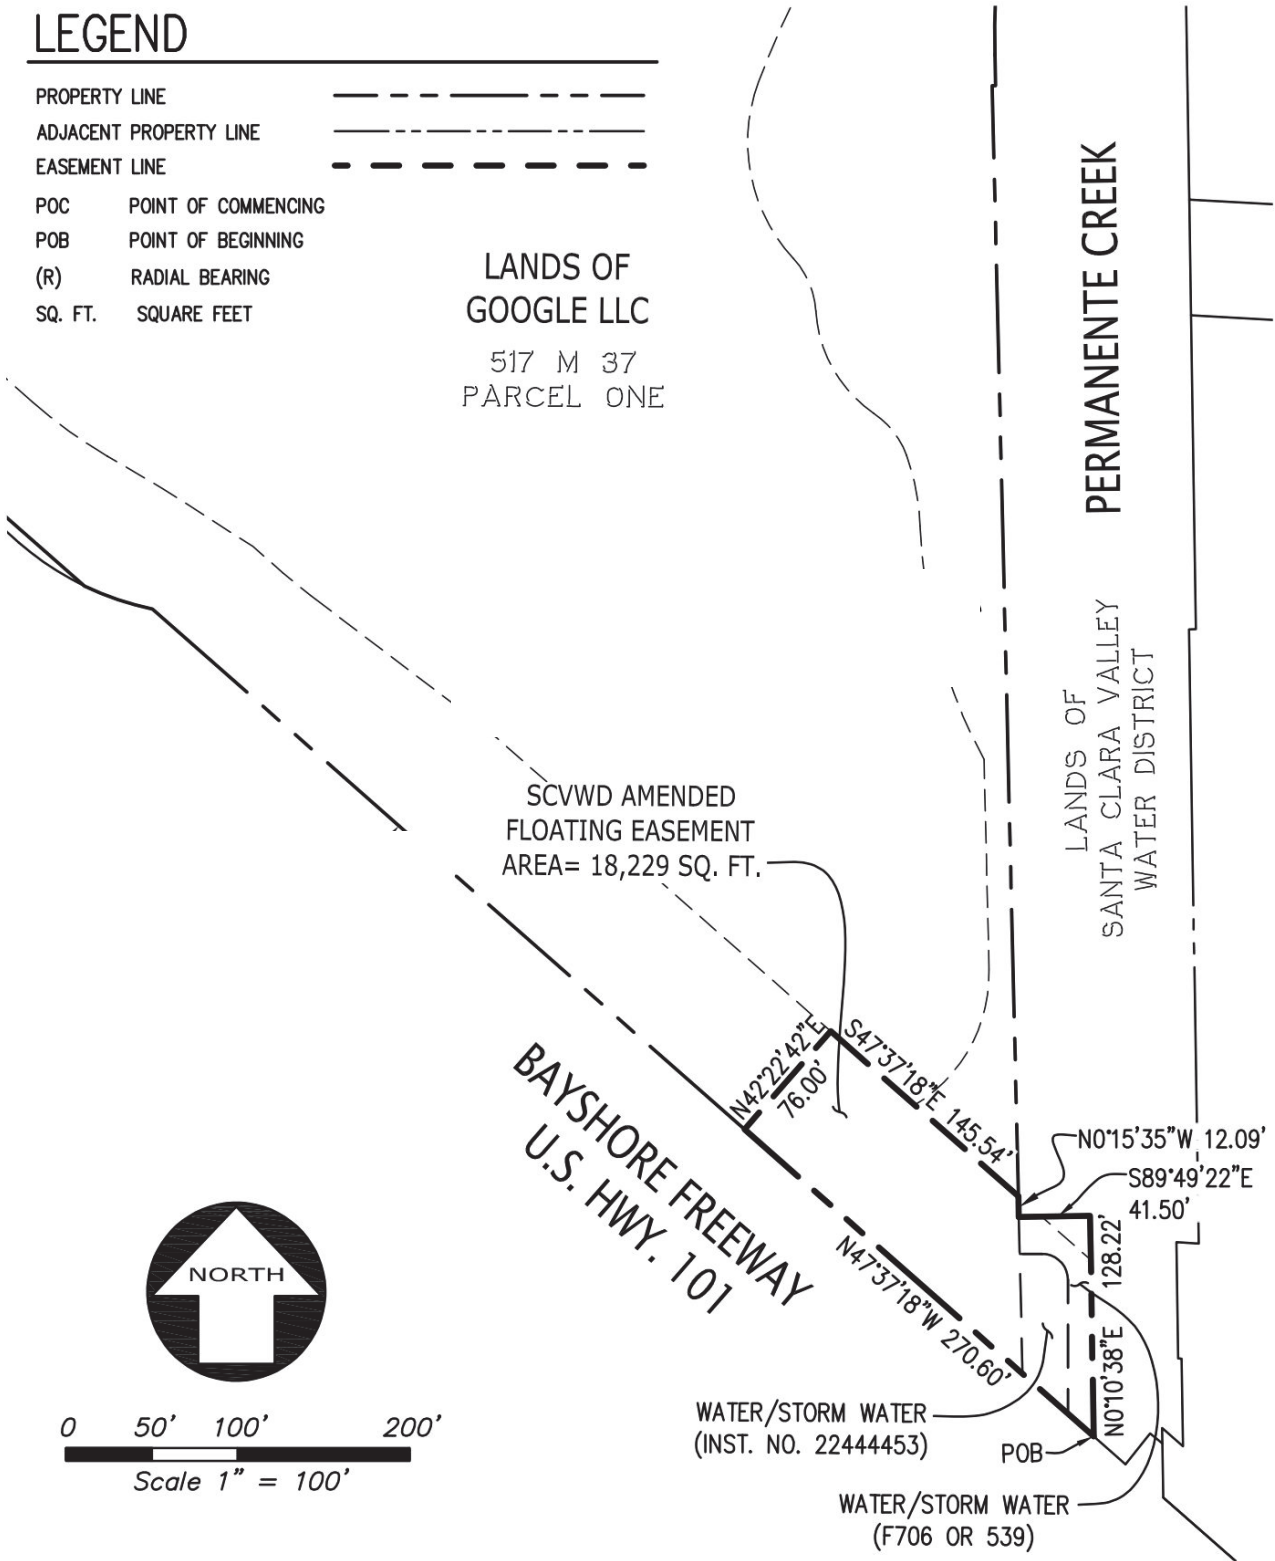 LEGEND
PROPERTY LINE
ADJACENT PROPERTY LINE
EASEMENT LINE
POC POINT OF COMMENCING
POB POINT OF BEGINNING
(R) RADIAL BEARING
SQ. FT. SQUARE FEET
LANDS OF
GOOGLE LLC
517 M 37
PARCEL ONE
PERMANENTE CREEK
LANDS OF
SANTA CLARA VALLEY
WATER DISTRICT
SCVWD AMENDED
FLOATING EASEMENT
AREA= 18,229 SQ. FT.
N42°22'42"E
76.00'
S47°37'18"E 145.54'
N0°15'35"W 12.09'
S89°49'22"E
41.50'
N0°10'38"E 128.22'
N47°37'18"W 270.60'
BAYSHORE FREEWAY
U.S. HWY. 101
NORTH
0 50' 100' 200'
Scale 1" = 100'
WATER/STORM WATER
(INST. NO. 22444453)
POB
WATER/STORM WATER
(F706 OR 539)